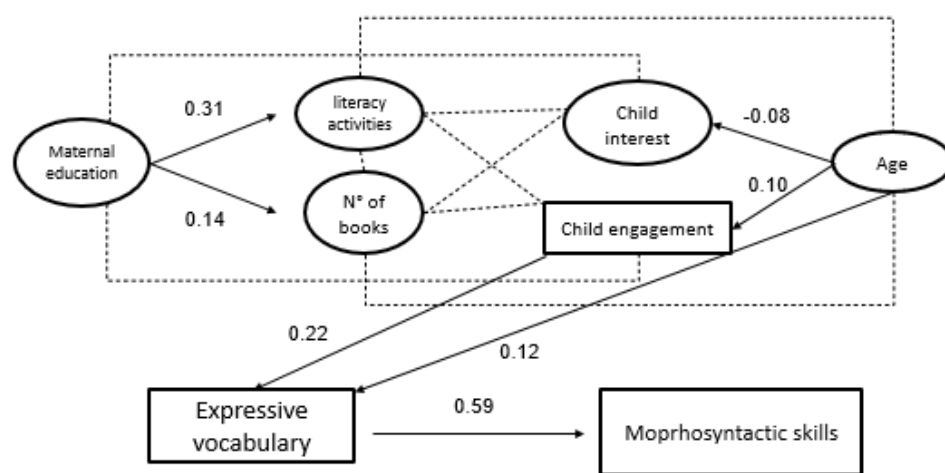 literacy
activities
0.31
Child
interest
-0.08
Maternal
education
Age
0.10
0.14
N° of
books
Child engagement
0.22
0.12
Expressive
vocabulary
0.59
Moprhosyntactic skills